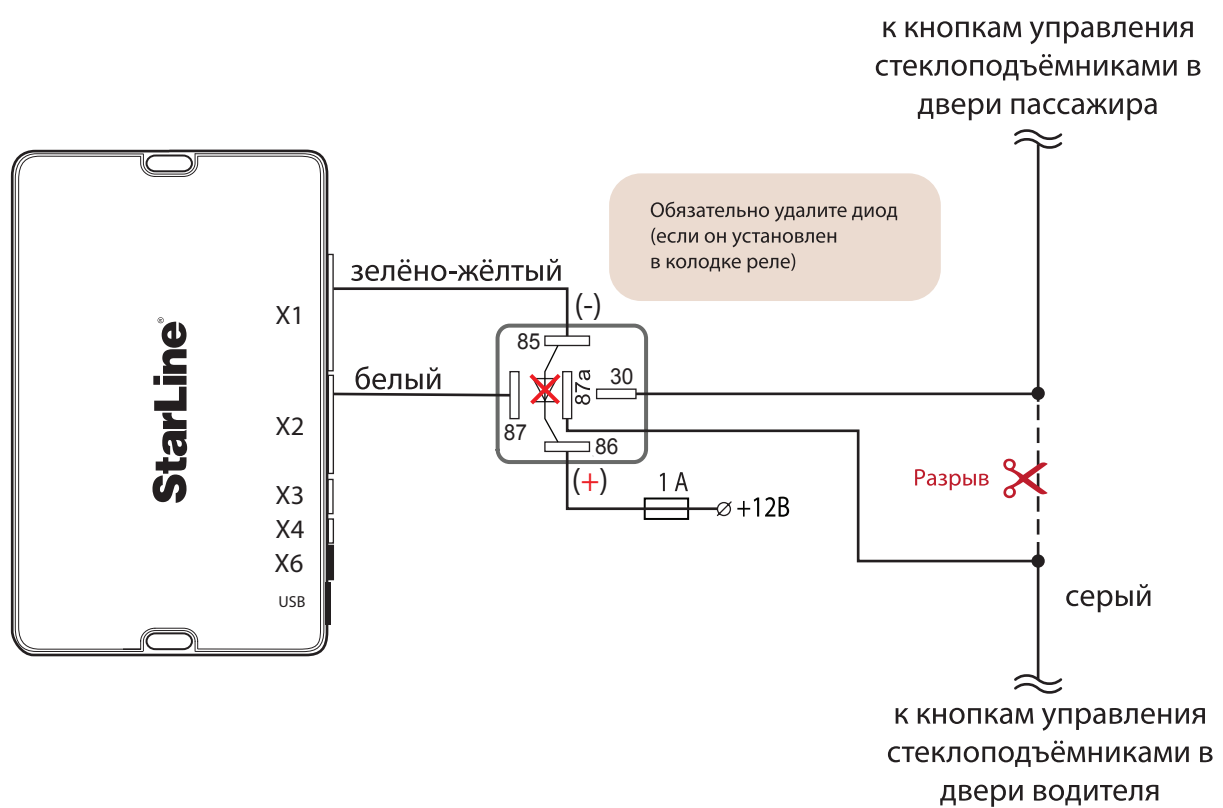 к кнопкам управления
стеклоподъёмниками в
двери пассажира
Обязательно удалите диод
(если он установлен
в колодке реле)
зелёно-жёлтый
(-)
X1
StarLine®
85
белый
87a
30
87
86
X2
(+)
1 А
+12В
Разрыв
X3
X4
X6
USB
серый
к кнопкам управления
стеклоподъёмниками в
двери водителя